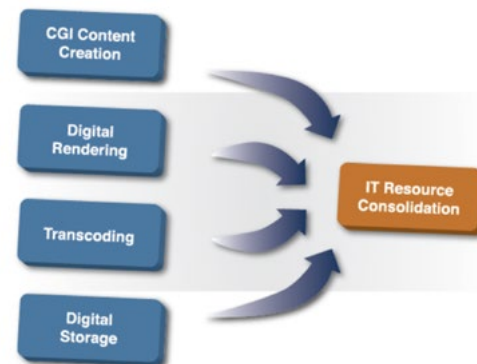 CGI Content
Creation
Digital
Rendering
Transcoding
Digital
Storage
IT Resource
Consolidation